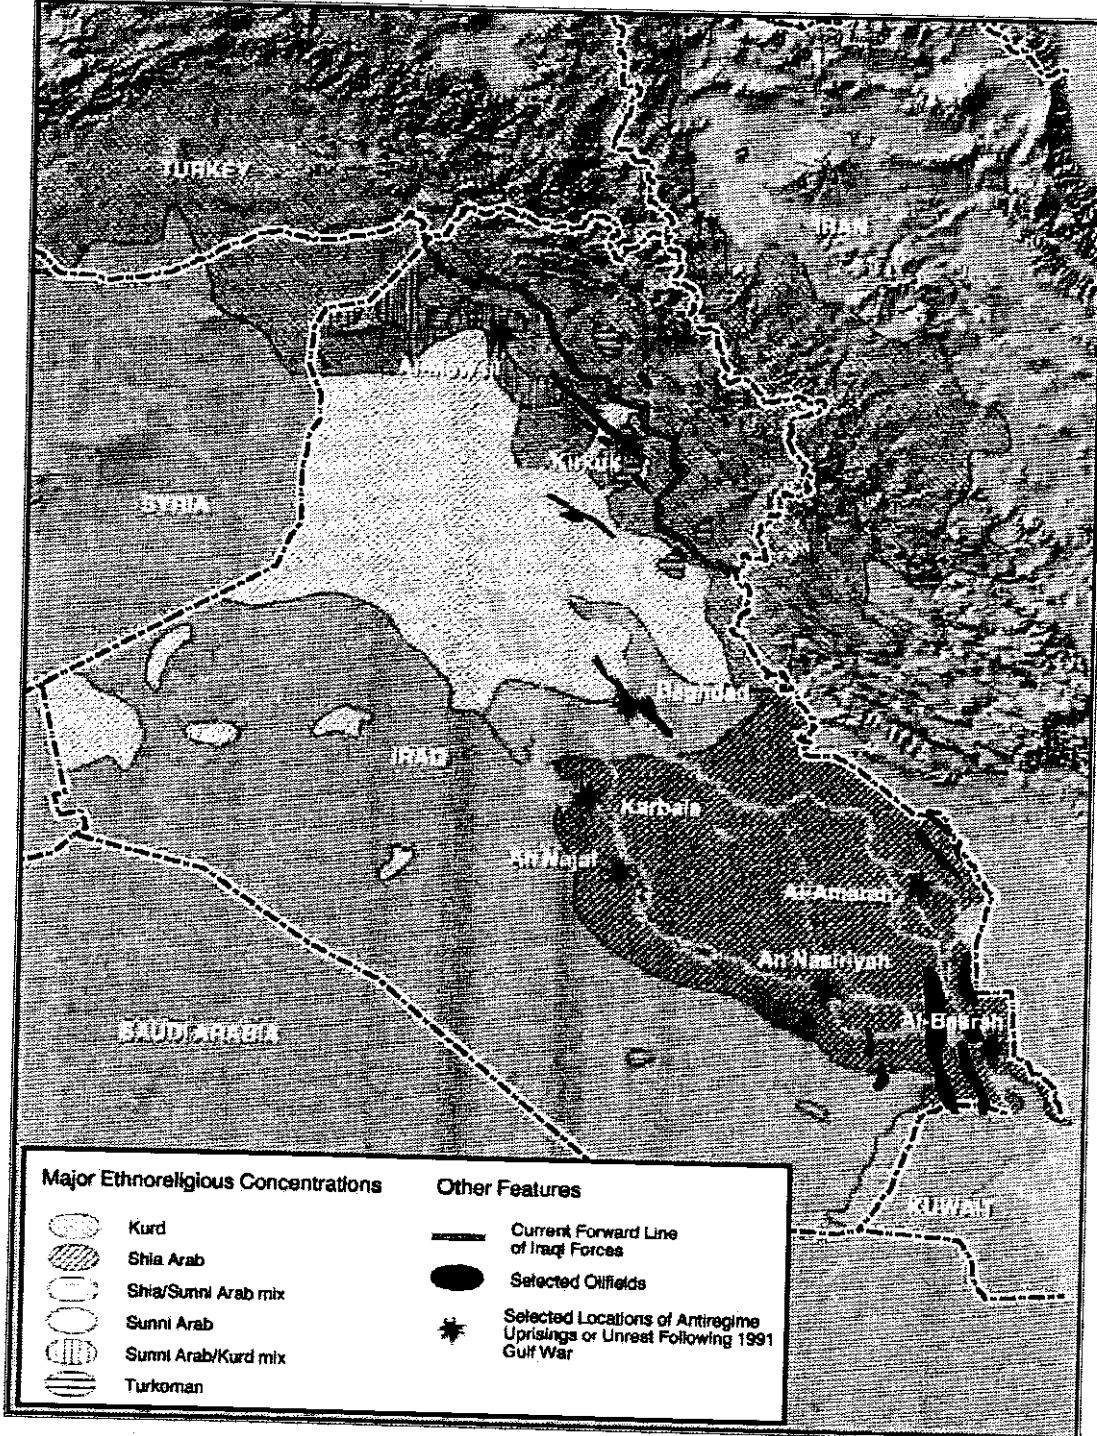 TURKEY
IRAN
Al-Mawsil
Kirkuk
SYRIA
Baghdad
IRAQ
Karbala
An Najaf
Al-Amarah
An Nasiriyah
Al-Basrah
SAUDI ARABIA
KUWAIT
Major Ethnoreligious Concentrations
Kurd
Shia Arab
Shia/Sunni Arab mix
Sunni Arab
Sunni Arab/Kurd mix
Turkoman
Other Features
Current Forward Line
of Iraqi Forces
Selected Oilfields
Selected Locations of Antiregime
Uprisings or Unrest Following 1991
Gulf War